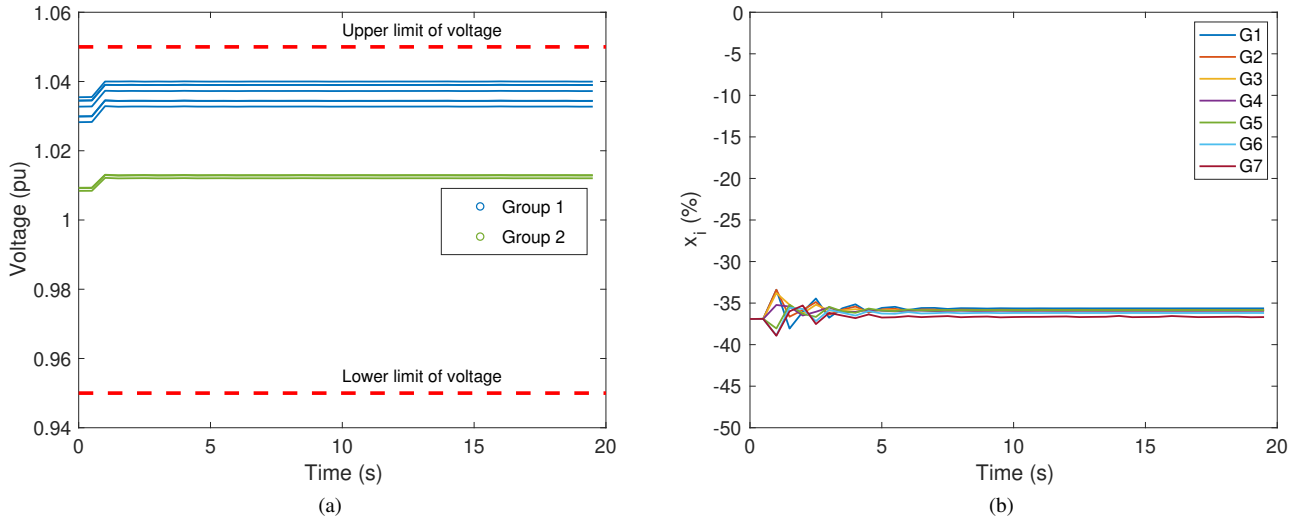 1.06
1.04
1.02
1
0.98
0.96
0.94
Voltage (pu)
Upper limit of voltage
Group 1
Group 2
Lower limit of voltage
0 5 10 15 20
Time (s)
(a)
0
-5
-10
-15
-20
-25
-30
-35
-40
-45
-50
x_i (%)
G1
G2
G3
G4
G5
G6
G7
0 5 10 15 20
Time (s)
(b)